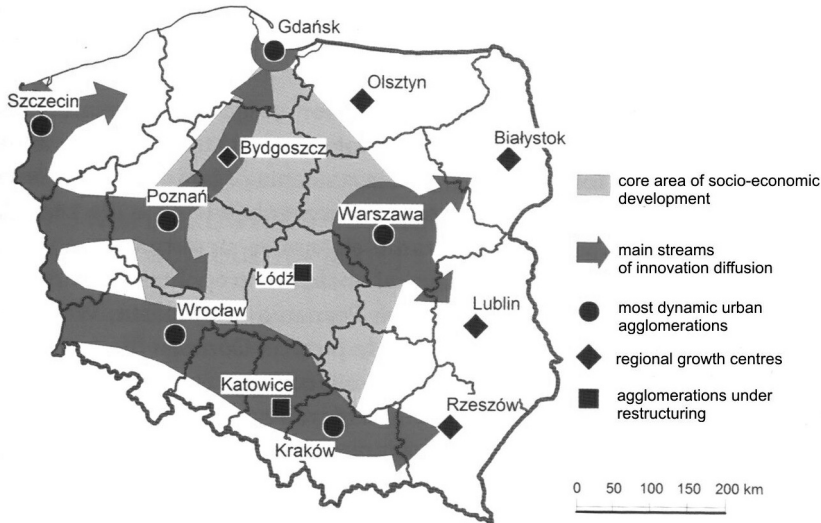 Gdańsk
Olsztyn
Szczecin
Białystok
Bydgoszcz
Poznań
Warszawa
Łódź
Wrocław
Lublin
Katowice
Rzeszów
Kraków
core area of socio-economic
development
main streams
of innovation diffusion
most dynamic urban
agglomerations
regional growth centres
agglomerations under
restructuring
0 50 100 150 200 km